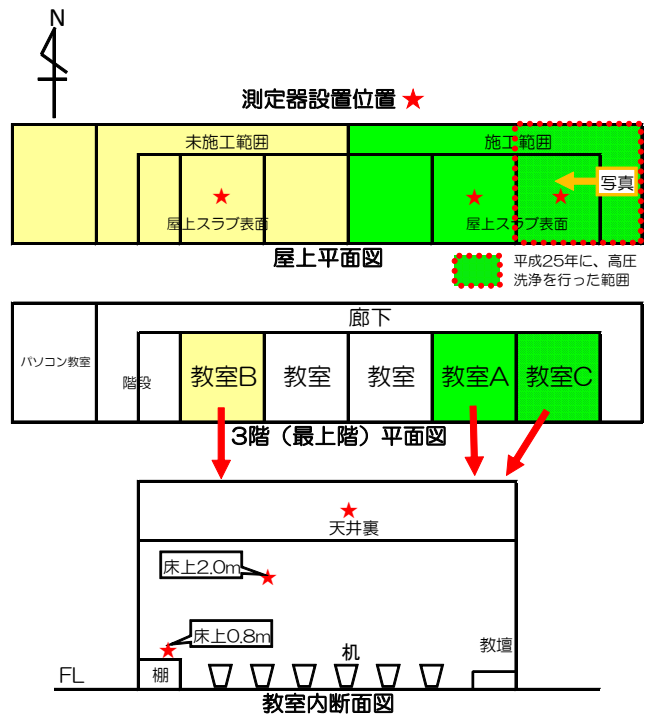 N
測定器設置位置 ★
未施工範囲
施工範囲
写真
屋上スラブ表面
屋上スラブ表面
屋上平面図
平成25年に、高圧
洗浄を行った範囲
廊下
パソコン教室
階段
教室B
教室
教室
教室A
教室C
3階（最上階）平面図
天井裏
床上2.0m
床上0.8m
机
教壇
棚
FL
教室内断面図